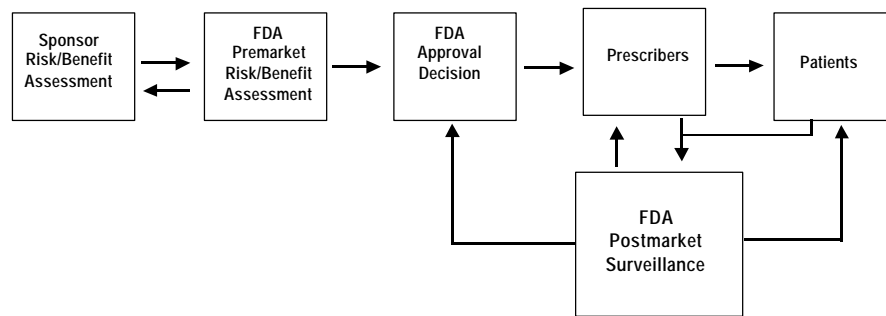 Sponsor
Risk/Benefit
Assessment
FDA
Premarket
Risk/Benefit
Assessment
FDA
Approval
Decision
Prescribers
Patients
FDA
Postmarket
Surveillance